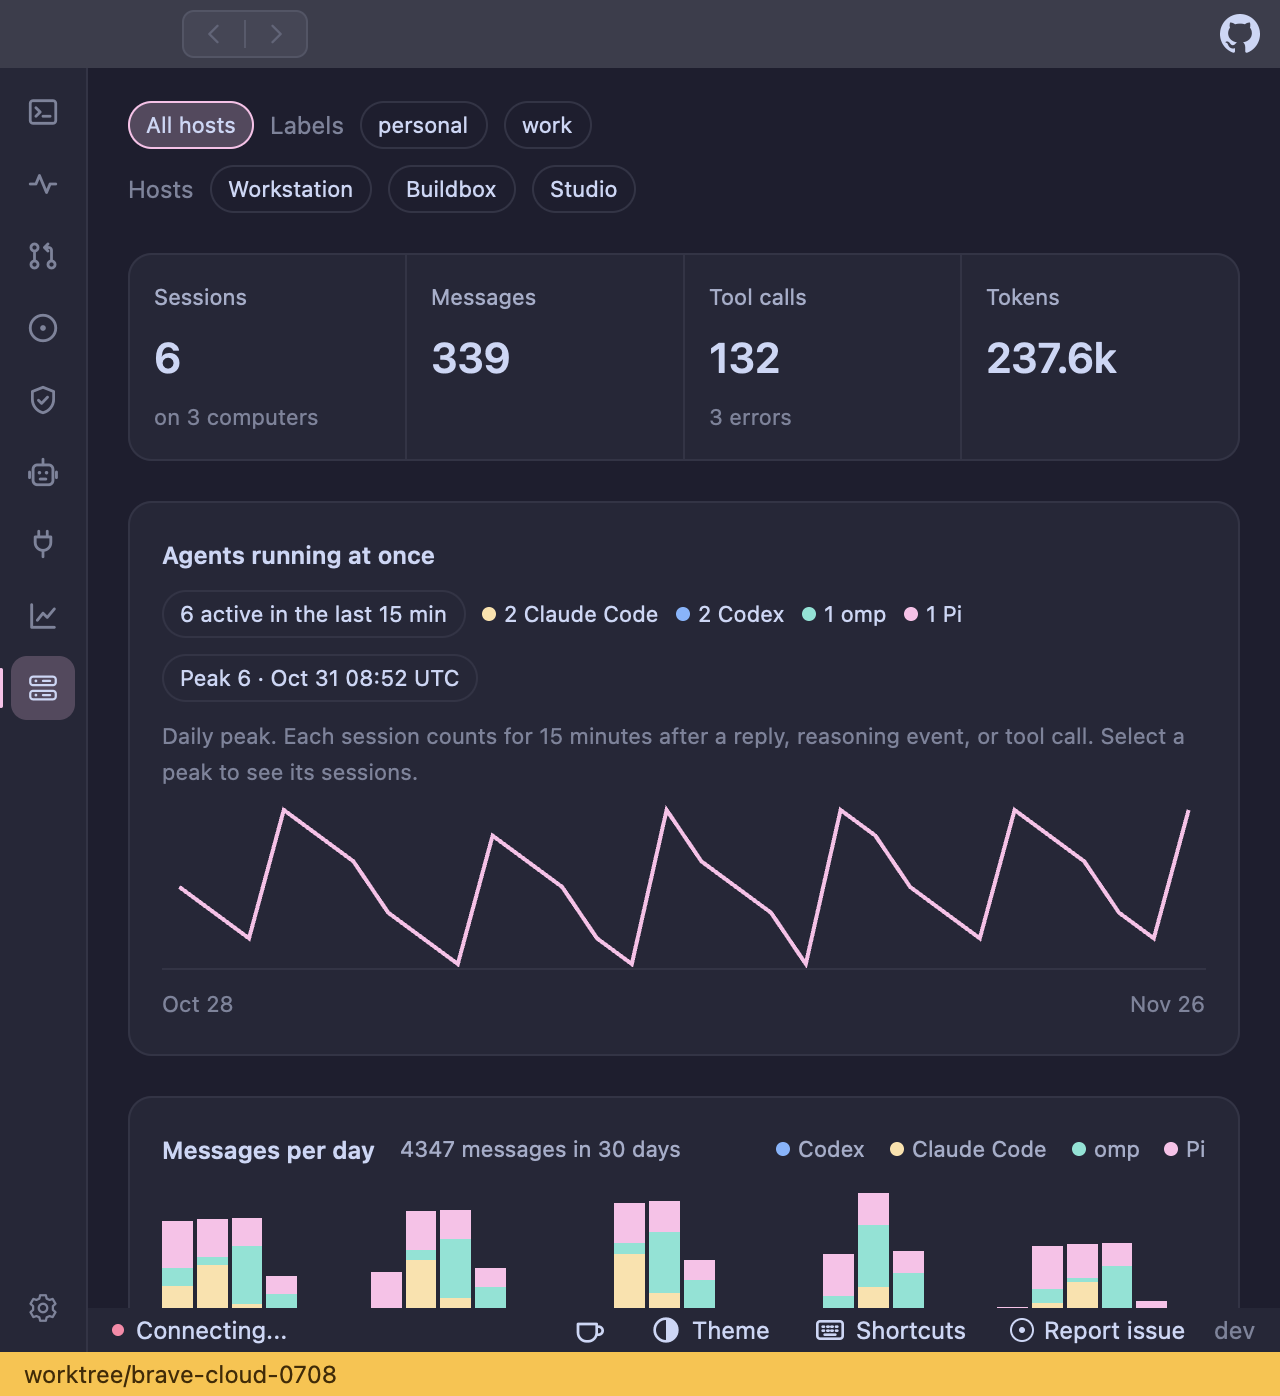 All hosts Labels personal work
Hosts Workstation Buildbox Studio
Sessions Messages Tool calls Tokens
6 339 132 237.6k
on 3 computers 3 errors
Agents running at once
6 active in the last 15 min 2 Claude Code 2 Codex 1 omp 1 Pi
Peak 6 · Oct 31 08:52 UTC
Daily peak. Each session counts for 15 minutes after a reply, reasoning event, or tool call. Select a
peak to see its sessions.
Oct 28 Nov 26
Messages per day 4347 messages in 30 days Codex Claude Code omp Pi
Connecting... Theme Shortcuts Report issue dev
worktree/brave-cloud-0708